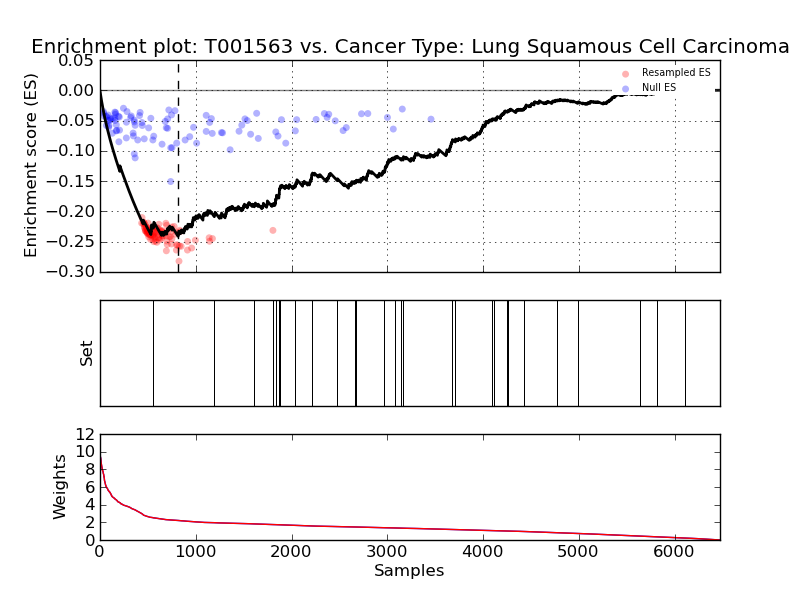 Enrichment plot: T001563 vs. Cancer Type: Lung Squamous Cell Carcinoma
Enrichment score (ES)
0.05
0.00
−0.05
−0.10
−0.15
−0.20
−0.25
−0.30
Resampled ES
Null ES
Set
Weights
12
10
8
6
4
2
0
0 1000 2000 3000 4000 5000 6000
Samples